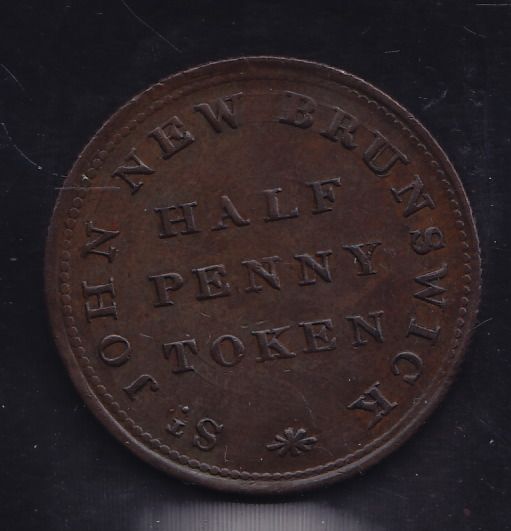 Sᵗ. JOHN NEW BRUNSWICK
HALF
PENNY
TOKEN